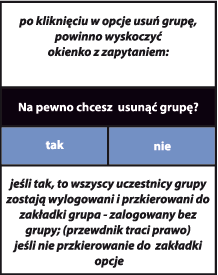 po kliknięciu w opcje usuń grupę,
powinno wyskoczyć
okienko z zapytaniem:
Na pewno chcesz usunąć grupę?
tak
nie
jeśli tak, to wszyscy uczestnicy grupy
zostają wylogowani i przkierowani do
zakładki grupa - zalogowany bez
grupy; (przewdnik traci prawo)
jeśli nie przkierowanie do zakładki
opcje